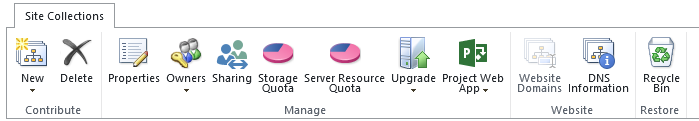 Site Collections
New
Delete
Properties
Owners
Sharing
Storage
Quota
Server Resource
Quota
Upgrade
Project Web
App
Website
Domains
DNS
Information
Recycle
Bin
Contribute
Manage
Website
Restore